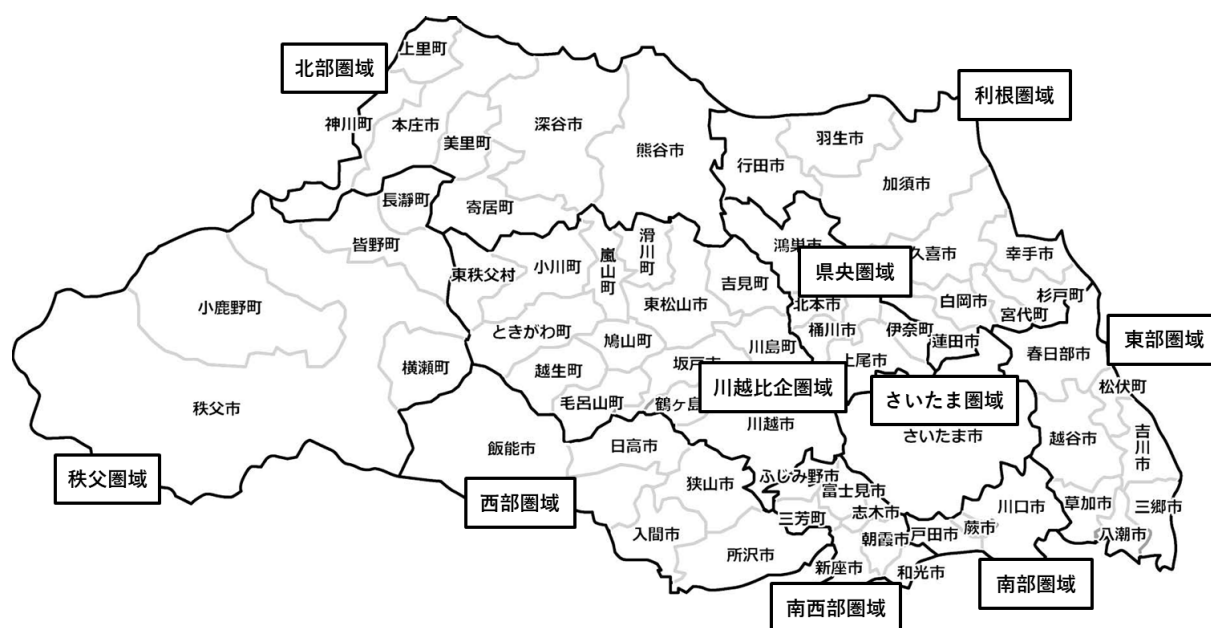 上里町
北部圏域
利根圏域
神川町
本庄市
美里町
深谷市
熊谷市
行田市
羽生市
加須市
長瀞町
寄居町
皆野町
鴻巣市
県央圏域
久喜市
幸手市
東秩父村
小川町
嵐山町
滑川町
吉見町
東松山市
北本市
白岡市
杉戸町
宮代町
小鹿野町
ときがわ町
鳩山町
川島町
桶川市
伊奈町
蓮田市
東部圏域
春日部市
横瀬町
越生町
坂戸市
上尾市
川越比企圏域
さいたま圏域
松伏町
秩父市
毛呂山町
鶴ヶ島
川越市
さいたま市
越谷市
吉川市
飯能市
日高市
秩父圏域
西部圏域
狭山市
ふじみ野市
富士見市
三芳町
志木市
川口市
草加市
三郷市
入間市
所沢市
朝霞市
戸田市
蕨市
八潮市
新座市
和光市
南部圏域
南西部圏域